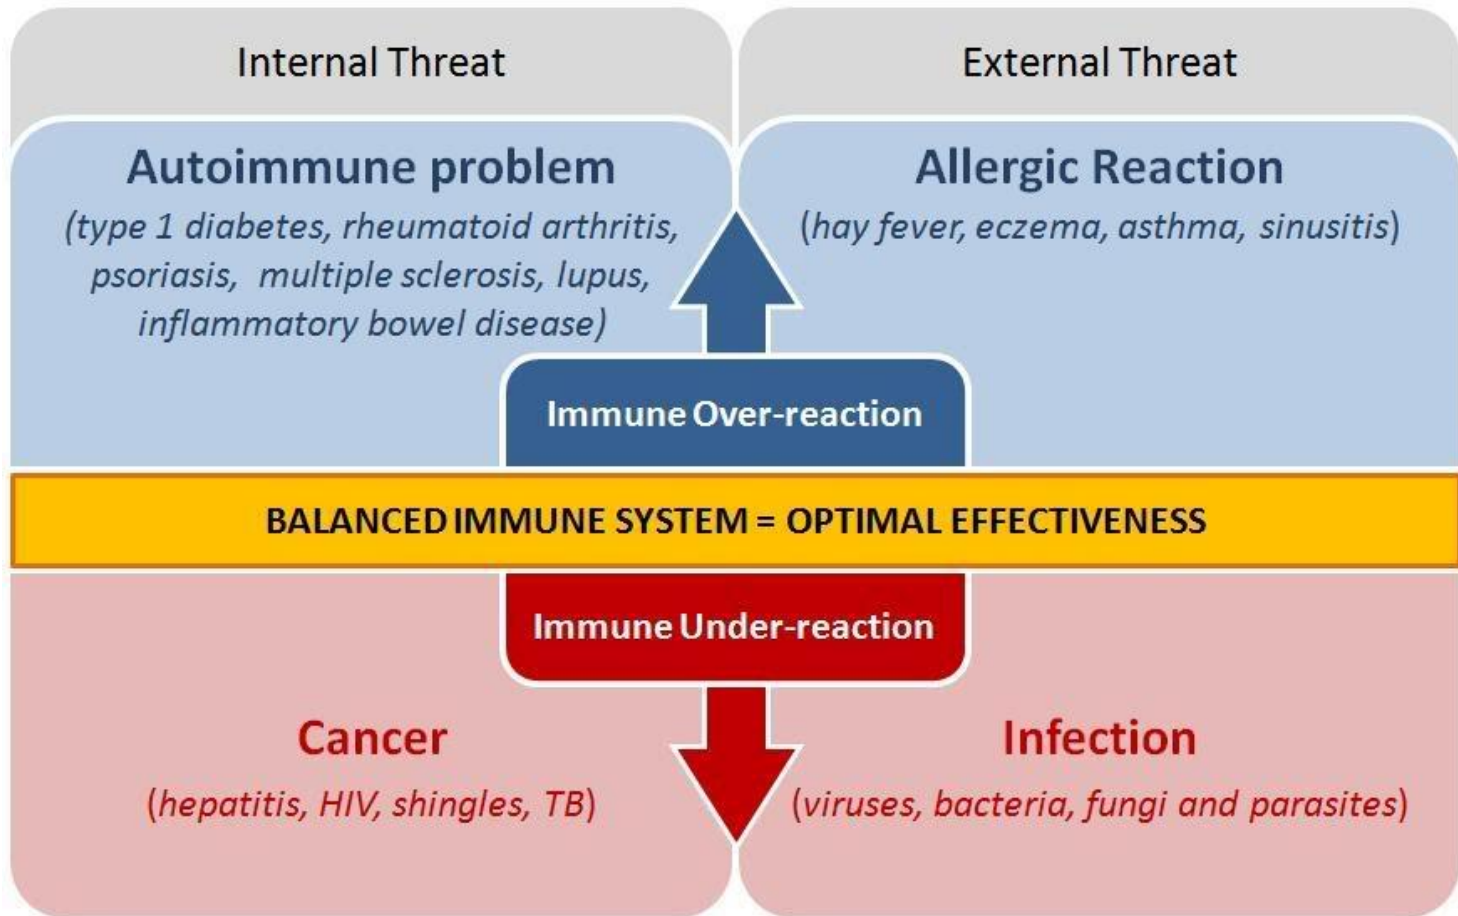 Internal Threat
External Threat
Autoimmune problem
(type 1 diabetes, rheumatoid arthritis,
psoriasis, multiple sclerosis, lupus,
inflammatory bowel disease)
Allergic Reaction
(hay fever, eczema, asthma, sinusitis)
Immune Over-reaction
BALANCED IMMUNE SYSTEM = OPTIMAL EFFECTIVENESS
Immune Under-reaction
Cancer
(hepatitis, HIV, shingles, TB)
Infection
(viruses, bacteria, fungi and parasites)